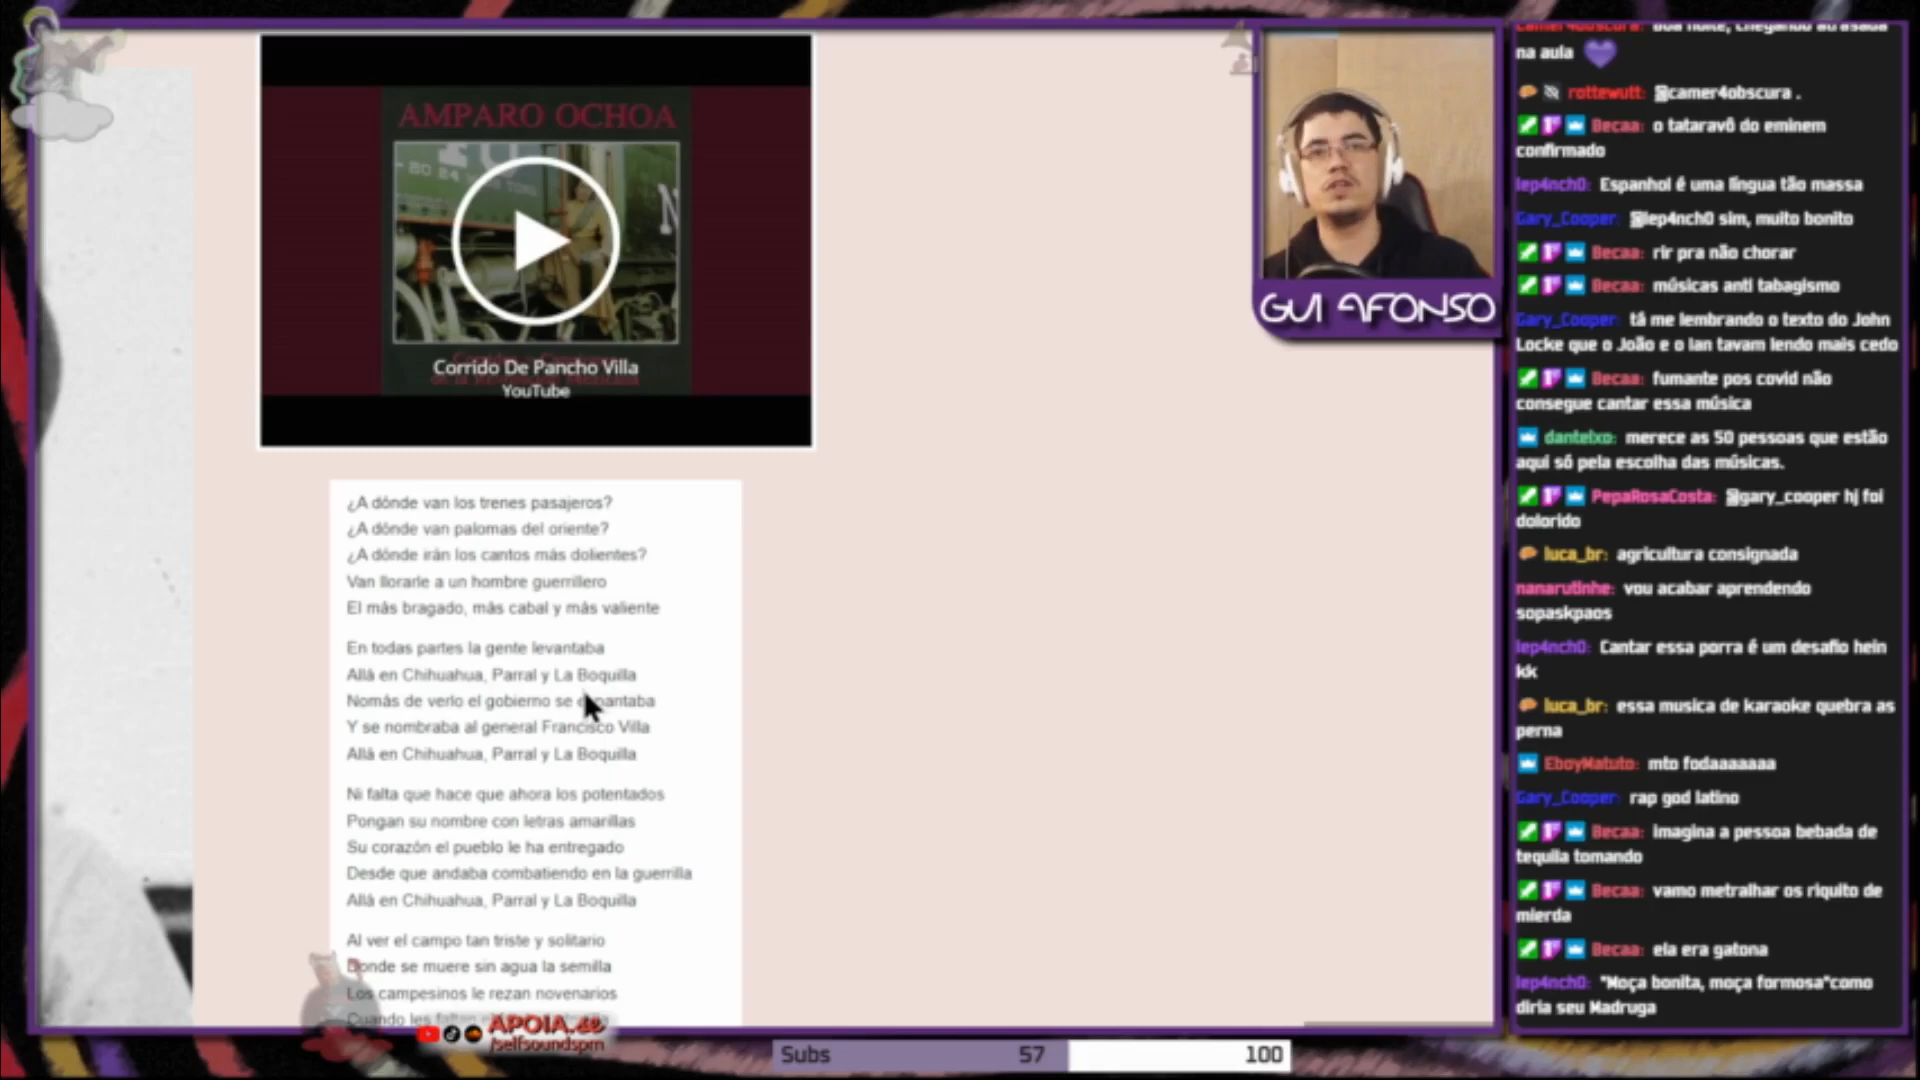 AMPARO OCHOA
Corrido De Pancho Villa
YouTube
¿A dónde van los trenes pasajeros?
¿A dónde van palomas del oriente?
¿A dónde irán los cantos más dolientes?
Van llorarle a un hombre guerrillero
El más bragado, más cabal y más valiente
En todas partes la gente levantaba
Allá en Chihuahua, Parral y La Boquilla
Nomás de verlo el gobierno se
Y se nombraba al general Francisco Villa
Allá en Chihuahua, Parral y La Boquilla
Ni falta que hace que ahora los potentados
Pongan su nombre con letras amarillas
Su corazón el pueblo le ha entregado
Desde que andaba combatiendo en la guerrilla
Allá en Chihuahua, Parral y La Boquilla
Al ver el campo tan triste y solitario
Donde se muere sin agua la semilla
Los campesinos le rezan novenarios
Cuando les faltan
APOIA.se
/selfsoundsprn
Subs 57 100
GUI AFONSO
camer4obscura: boa noite, chegando atrasada
na aula
rottewutt: @camer4obscura .
Becaa: o tataravô do eminem
confirmado
lep4nch0: Espanhol é uma língua tão massa
Gary_Cooper: @lep4nch0 sim, muito bonito
Becaa: rir pra não chorar
Becaa: músicas anti tabagismo
Gary_Cooper: tá me lembrando o texto do John
Locke que o João e o Ian tavam lendo mais cedo
Becaa: fumante pos covid não
consegue cantar essa música
danteixo: merece as 50 pessoas que estão
aqui só pela escolha das músicas.
PepaRosaCosta: @gary_cooper hj foi
dolorido
luca_br: agricultura consignada
nanarutinhe: vou acabar aprendendo
sopaskpaos
lep4nch0: Cantar essa porra é um desafio hein
kk
luca_br: essa musica de karaoke quebra as
perna
EboyMatuto: mto fodaaaaaaa
Gary_Cooper: rap god latino
Becaa: imagina a pessoa bebada de
tequila tomando
Becaa: vamo metralhar os riquito de
mierda
Becaa: ela era gatona
lep4nch0: "Moça bonita, moça formosa"como
diria seu Madruga